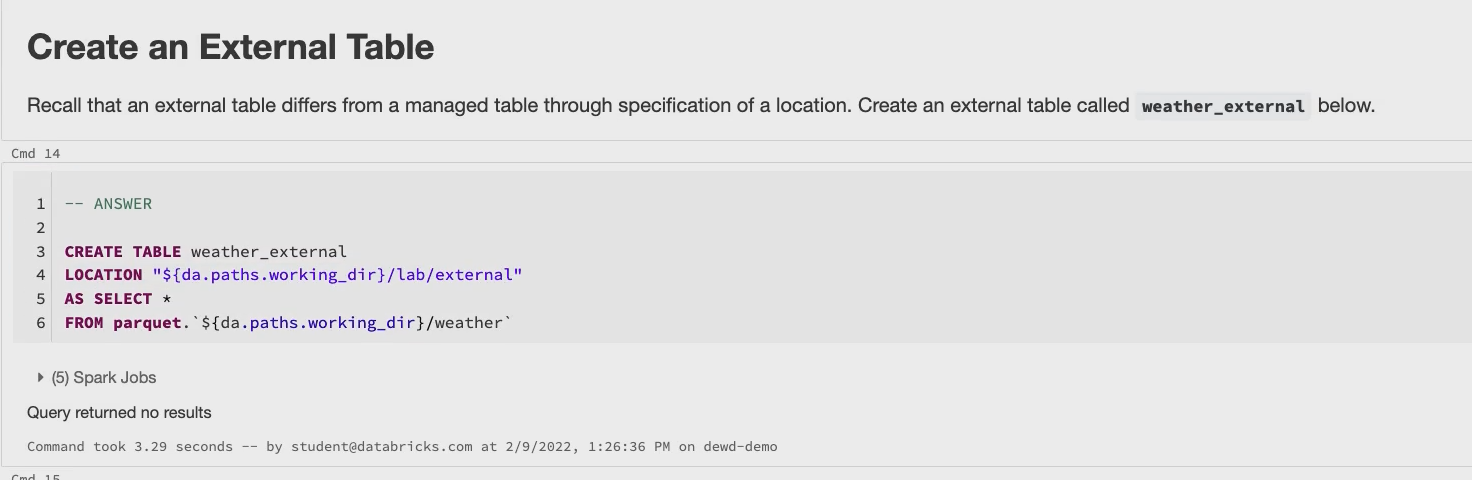 Create an External Table
Recall that an external table differs from a managed table through specification of a location. Create an external table called weather_external below.
Cmd 14
1 -- ANSWER
2
3 CREATE TABLE weather_external
4 LOCATION "${da.paths.working_dir}/lab/external"
5 AS SELECT *
6 FROM parquet.`${da.paths.working_dir}/weather`
(5) Spark Jobs
Query returned no results
Command took 3.29 seconds -- by student@databricks.com at 2/9/2022, 1:26:36 PM on dewd-demo
Cmd 15